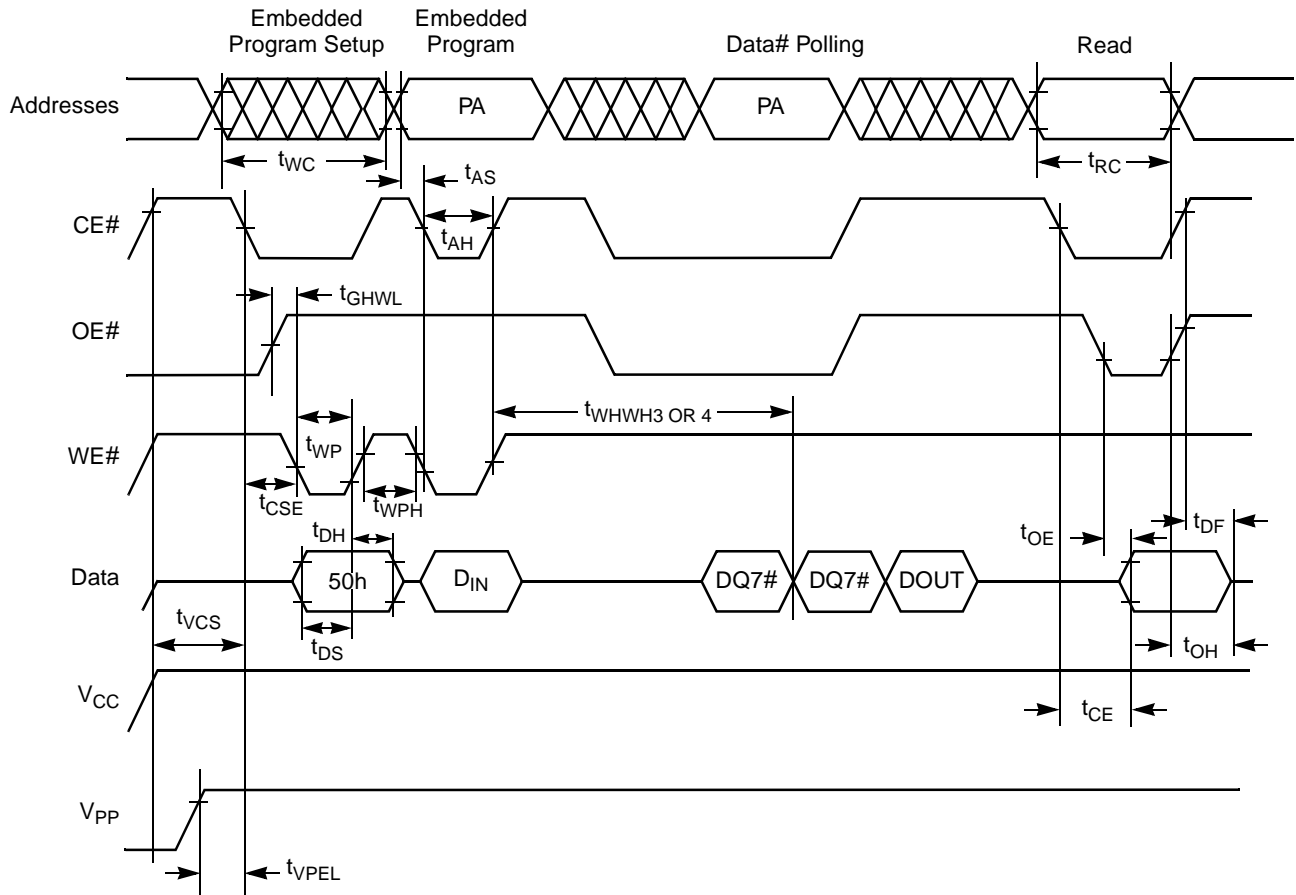 Embedded
Program Setup
Embedded
Program
Data# Polling
Read
Addresses
PA
PA
tWC
tAS
tRC
CE#
tAH
tGHWL
OE#
tWHWH3 OR 4
tWP
WE#
tCSE
tWPH
tDH
tOE
tDF
Data
50h
DIN
DQ7#
DQ7#
DOUT
tVCS
tDS
tOH
VCC
tCE
VPP
tVPEL